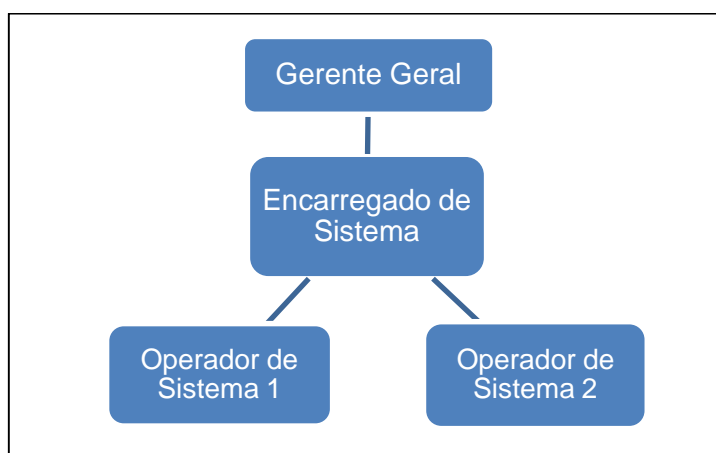 Gerente Geral
Encarregado de
Sistema
Operador de
Sistema 1
Operador de
Sistema 2